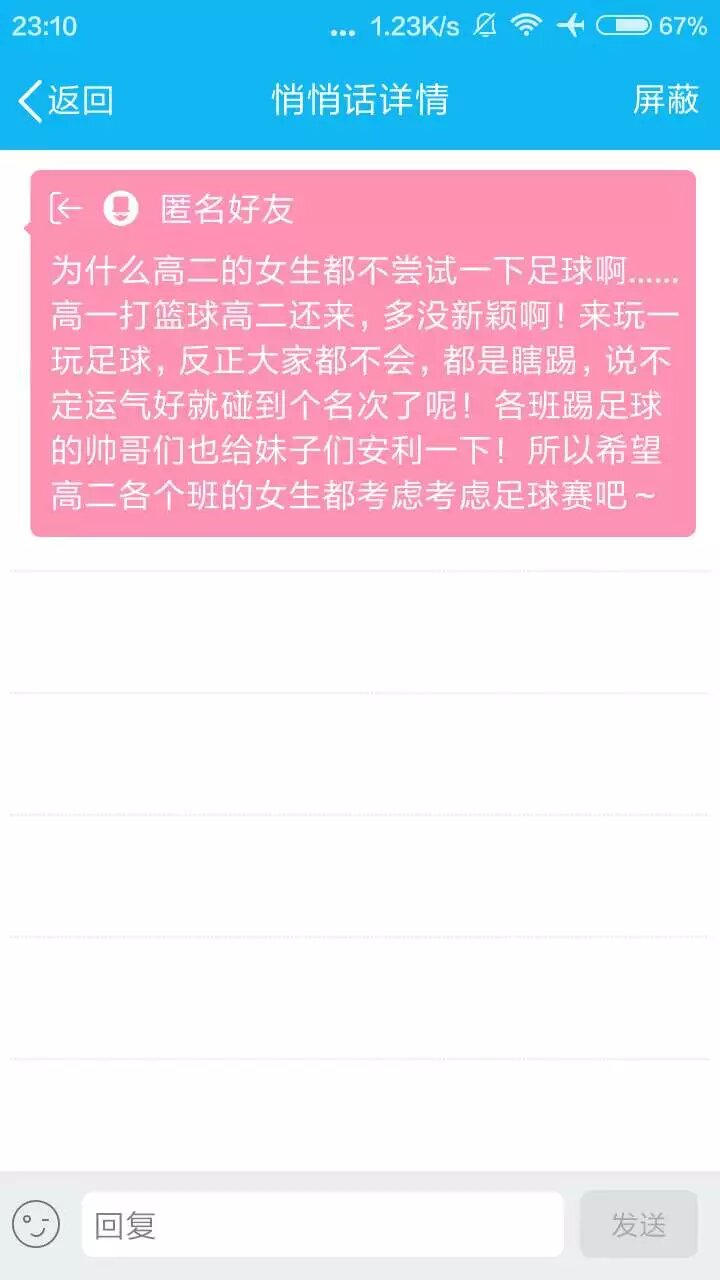 23:10 ... 1.23K/s 67%
返回 悄悄话详情 屏蔽
匿名好友
为什么高二的女生都不尝试一下足球啊……
高一打篮球高二还来，多没新颖啊！来玩一
玩足球，反正大家都不会，都是瞎踢，说不
定运气好就碰到个名次了呢！各班踢足球
的帅哥们也给妹子们安利一下！所以希望
高二各个班的女生都考虑考虑足球赛吧～
回复 发送